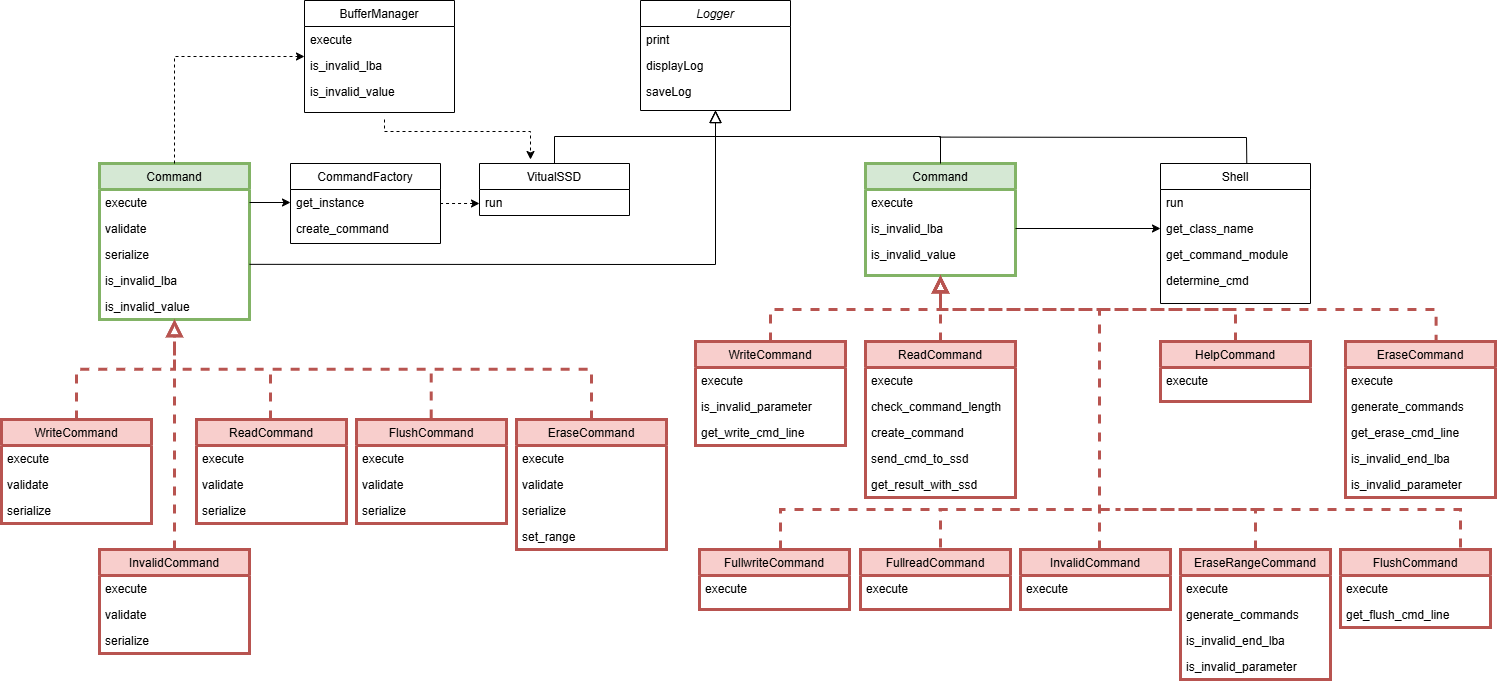 BufferManager
execute
is_invalid_lba
is_invalid_value
Logger
print
displayLog
saveLog
Command
execute
validate
serialize
is_invalid_lba
is_invalid_value
CommandFactory
get_instance
create_command
VitualSSD
run
Command
execute
is_invalid_lba
is_invalid_value
Shell
run
get_class_name
get_command_module
determine_cmd
WriteCommand
execute
validate
serialize
ReadCommand
execute
validate
serialize
FlushCommand
execute
validate
serialize
EraseCommand
execute
validate
serialize
set_range
InvalidCommand
execute
validate
serialize
WriteCommand
execute
is_invalid_parameter
get_write_cmd_line
ReadCommand
execute
check_command_length
create_command
send_cmd_to_ssd
get_result_with_ssd
HelpCommand
execute
EraseCommand
execute
generate_commands
get_erase_cmd_line
is_invalid_end_lba
is_invalid_parameter
FullwriteCommand
execute
FullreadCommand
execute
InvalidCommand
execute
EraseRangeCommand
execute
generate_commands
is_invalid_end_lba
is_invalid_parameter
FlushCommand
execute
get_flush_cmd_line